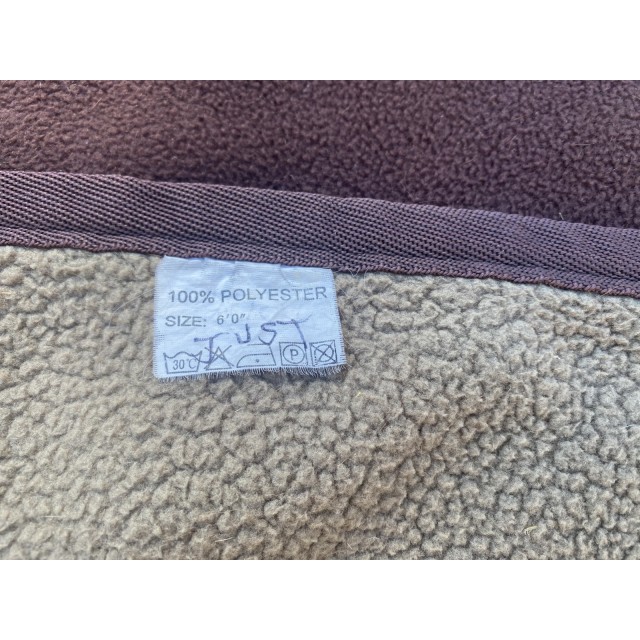 100% POLYESTER
SIZE: 6'0"
JUST
30°C P